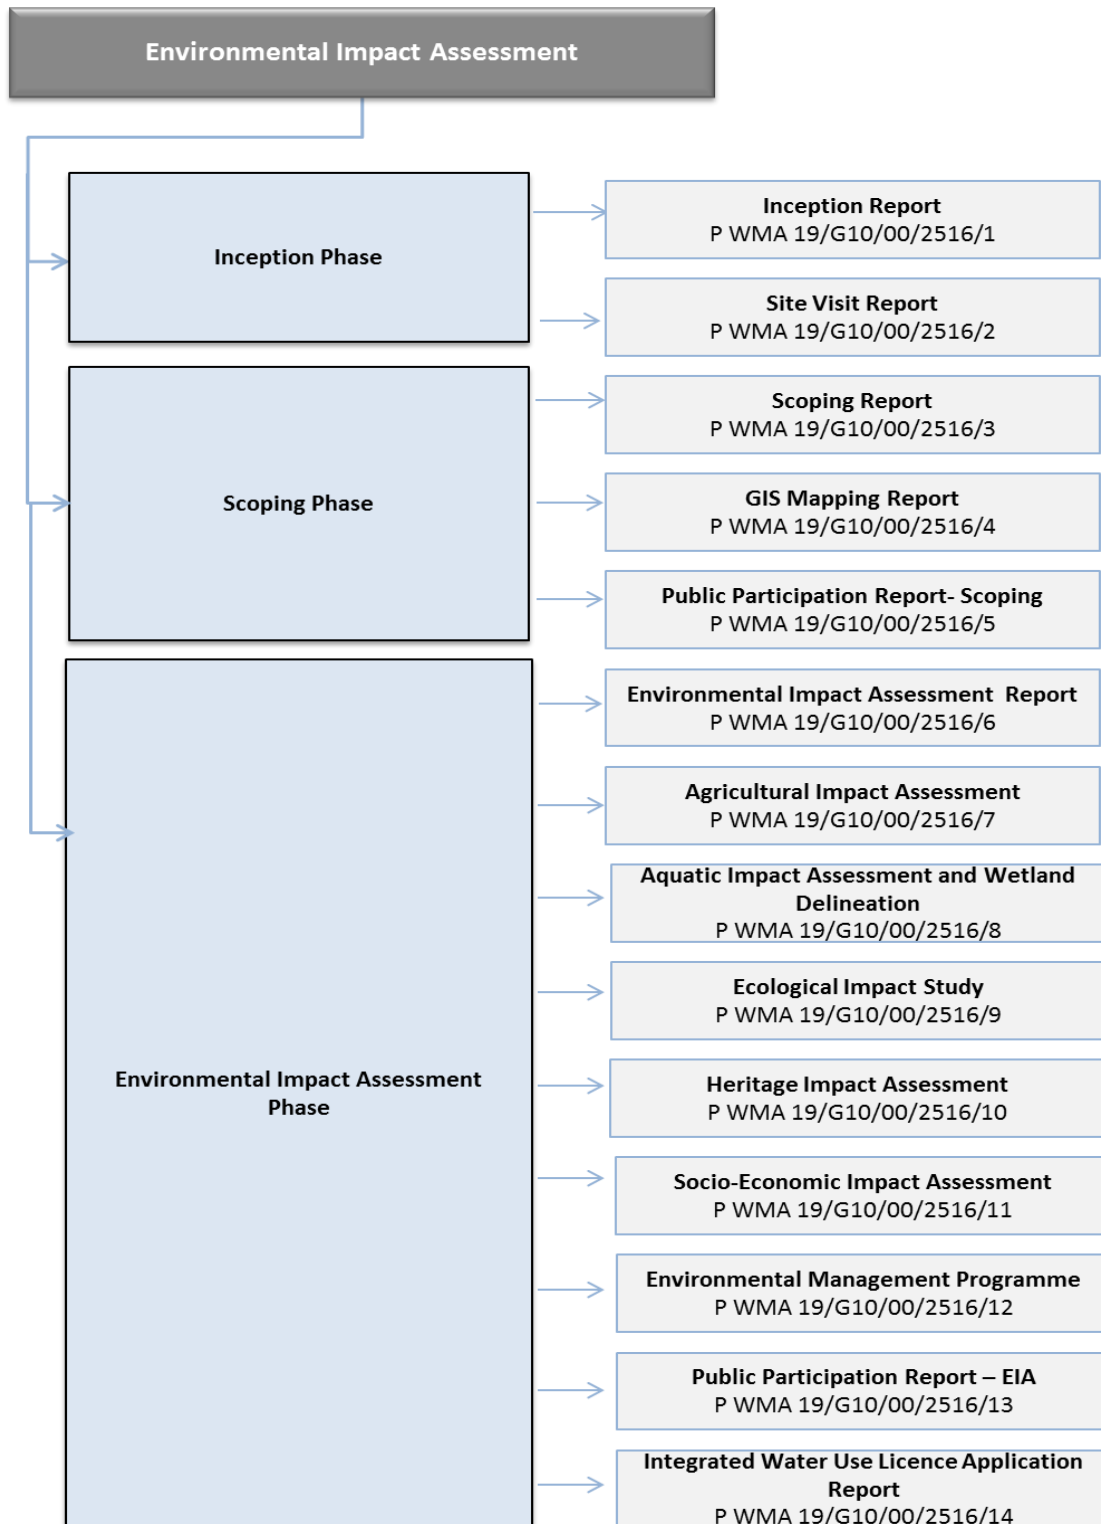 Environmental Impact Assessment
Inception Phase
Inception Report
P WMA 19/G10/00/2516/1
Site Visit Report
P WMA 19/G10/00/2516/2
Scoping Phase
Scoping Report
P WMA 19/G10/00/2516/3
GIS Mapping Report
P WMA 19/G10/00/2516/4
Public Participation Report- Scoping
P WMA 19/G10/00/2516/5
Environmental Impact Assessment
Phase
Environmental Impact Assessment  Report
P WMA 19/G10/00/2516/6
Agricultural Impact Assessment
P WMA 19/G10/00/2516/7
Aquatic Impact Assessment and Wetland
Delineation
P WMA 19/G10/00/2516/8
Ecological Impact Study
P WMA 19/G10/00/2516/9
Heritage Impact Assessment
P WMA 19/G10/00/2516/10
Socio-Economic Impact Assessment
P WMA 19/G10/00/2516/11
Environmental Management Programme
P WMA 19/G10/00/2516/12
Public Participation Report – EIA
P WMA 19/G10/00/2516/13
Integrated Water Use Licence Application
Report
P WMA 19/G10/00/2516/14